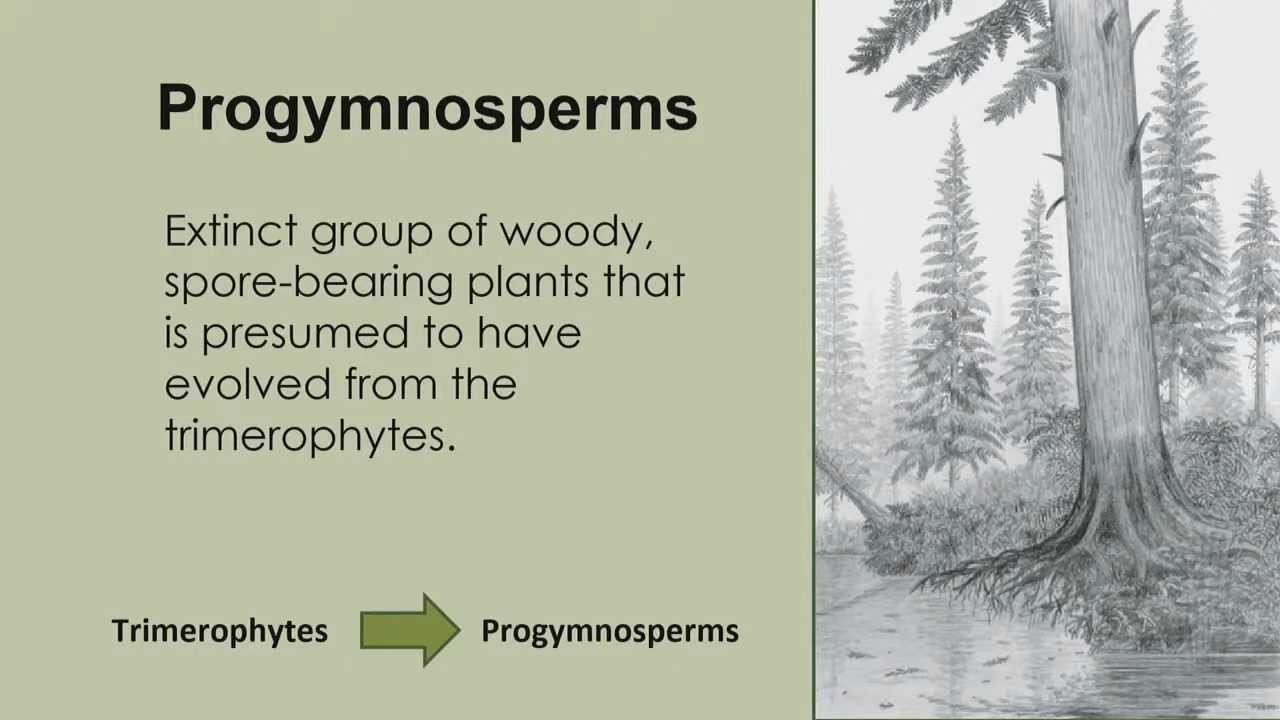 Progymnosperms
Extinct group of woody,
spore-bearing plants that
is presumed to have
evolved from the
trimerophytes.
Trimerophytes
Progymnosperms